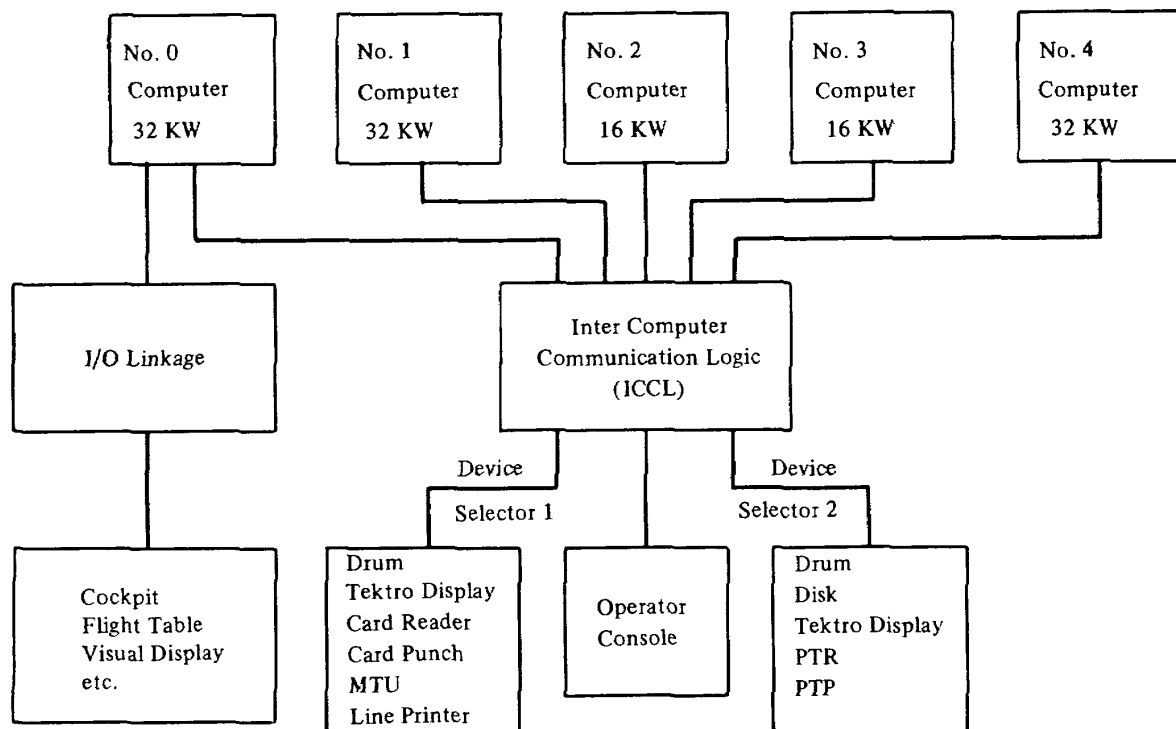 No. 0
Computer
32 KW
No. 1
Computer
32 KW
No. 2
Computer
16 KW
No. 3
Computer
16 KW
No. 4
Computer
32 KW
I/O Linkage
Inter Computer
Communication Logic
(ICCL)
Device
Selector 1
Device
Selector 2
Cockpit
Flight Table
Visual Display
etc.
Drum
Tektro Display
Card Reader
Card Punch
MTU
Line Printer
Operator
Console
Drum
Disk
Tektro Display
PTR
PTP